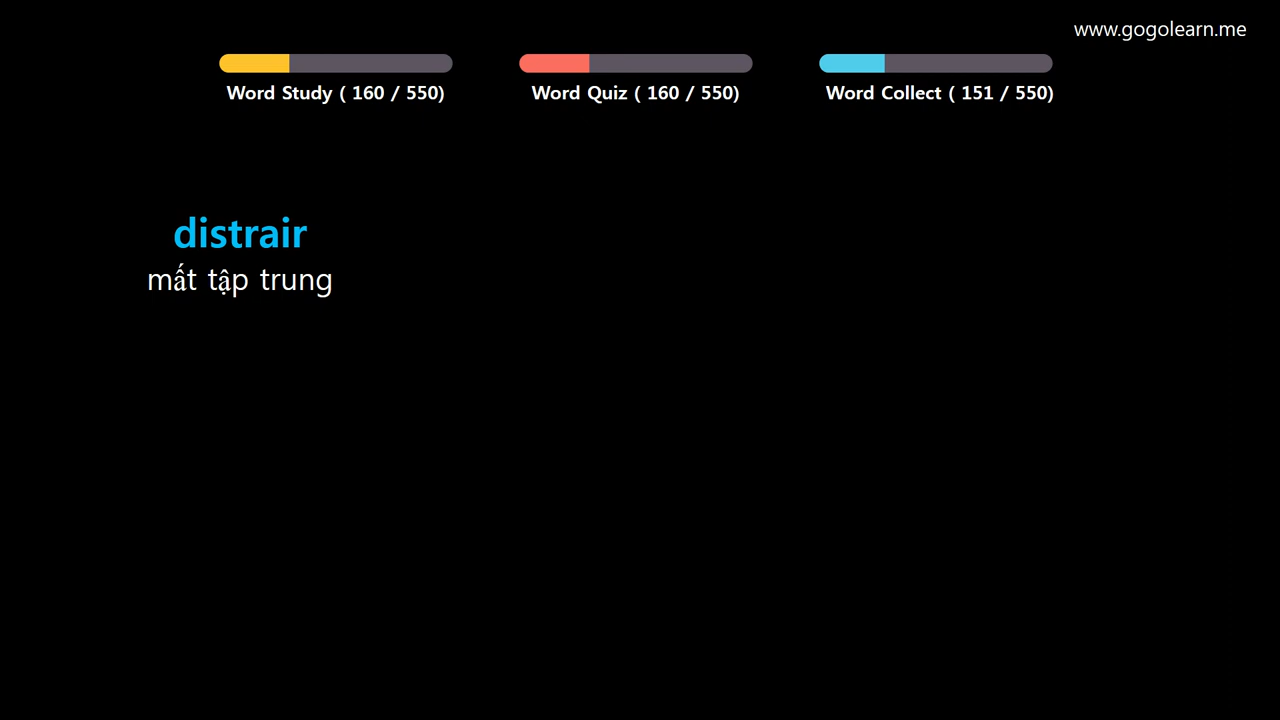 www.gogolearn.me
Word Study ( 160 / 550)
Word Quiz ( 160 / 550)
Word Collect ( 151 / 550)
distrair
mất tập trung